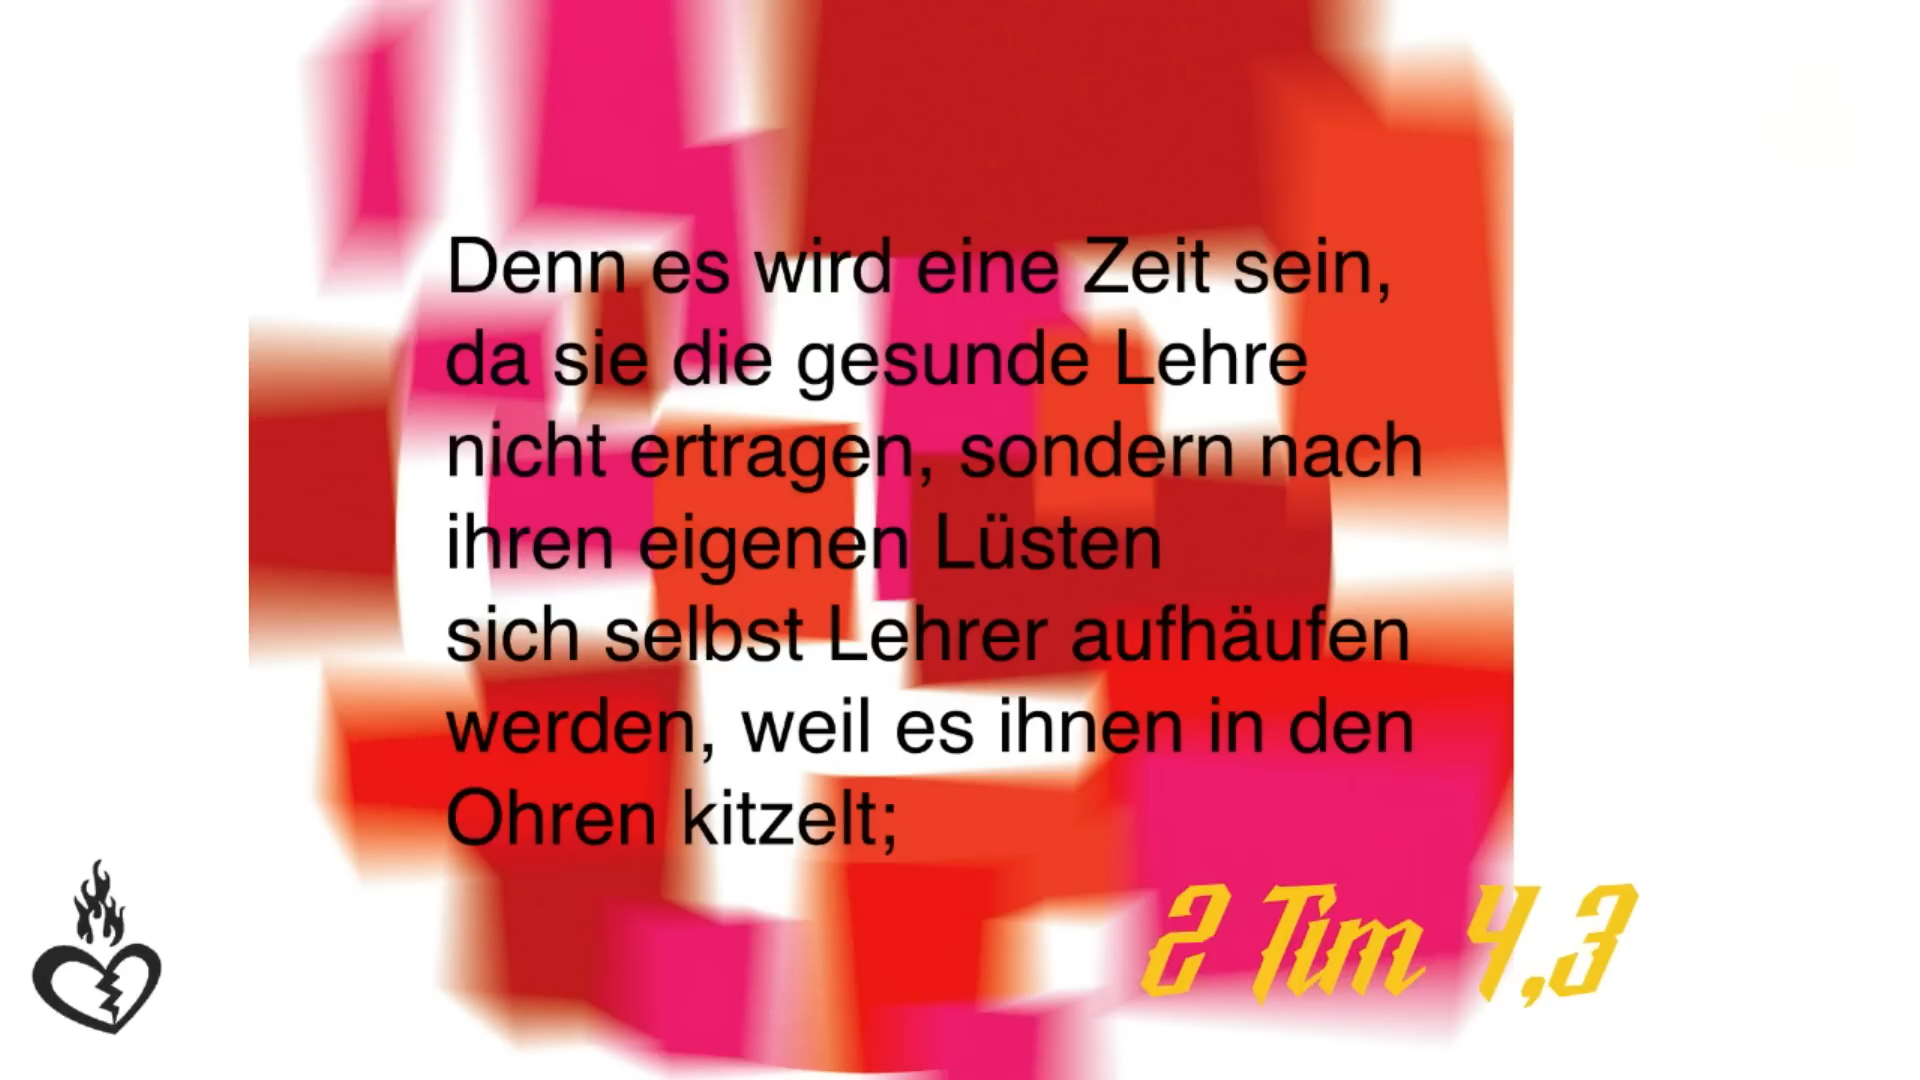 Denn es wird eine Zeit sein,
da sie die gesunde Lehre
nicht ertragen, sondern nach
ihren eigenen Lüsten
sich selbst Lehrer aufhäufen
werden, weil es ihnen in den
Ohren kitzelt;
2 Tim 4,3